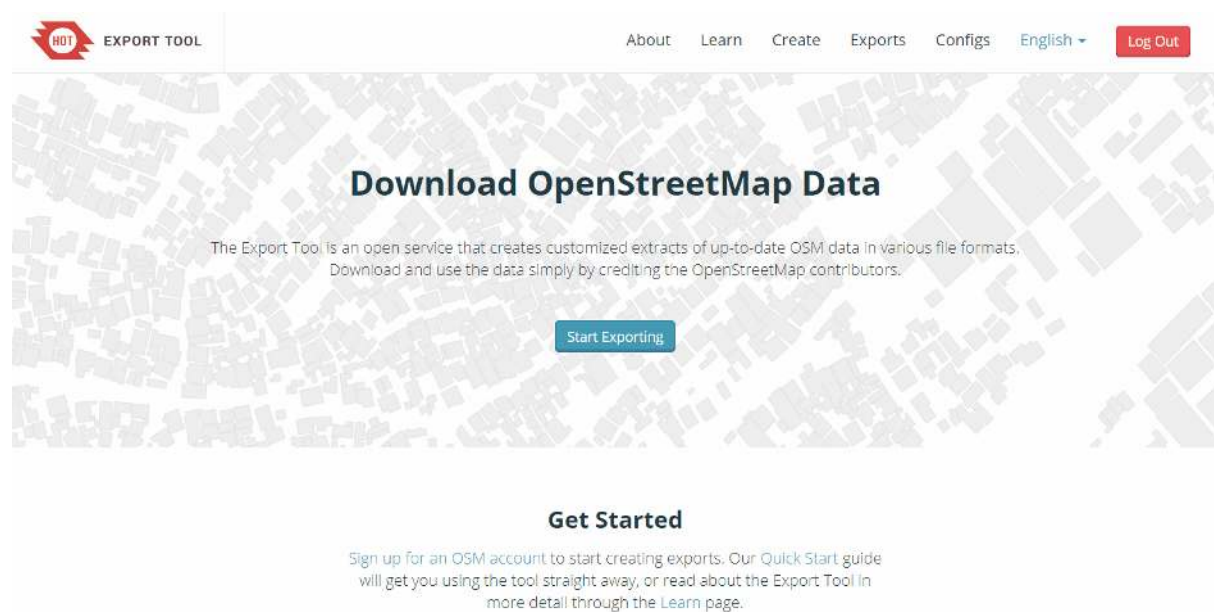 HOT EXPORT TOOL
About Learn Create Exports Configs English Log Out
Download OpenStreetMap Data
The Export Tool is an open service that creates customized extracts of up-to-date OSM data in various file formats.
Download and use the data simply by crediting the OpenStreetMap contributors.
Start Exporting
Get Started
Sign up for an OSM account to start creating exports. Our Quick Start guide
will get you using the tool straight away, or read about the Export Tool in
more detail through the Learn page.